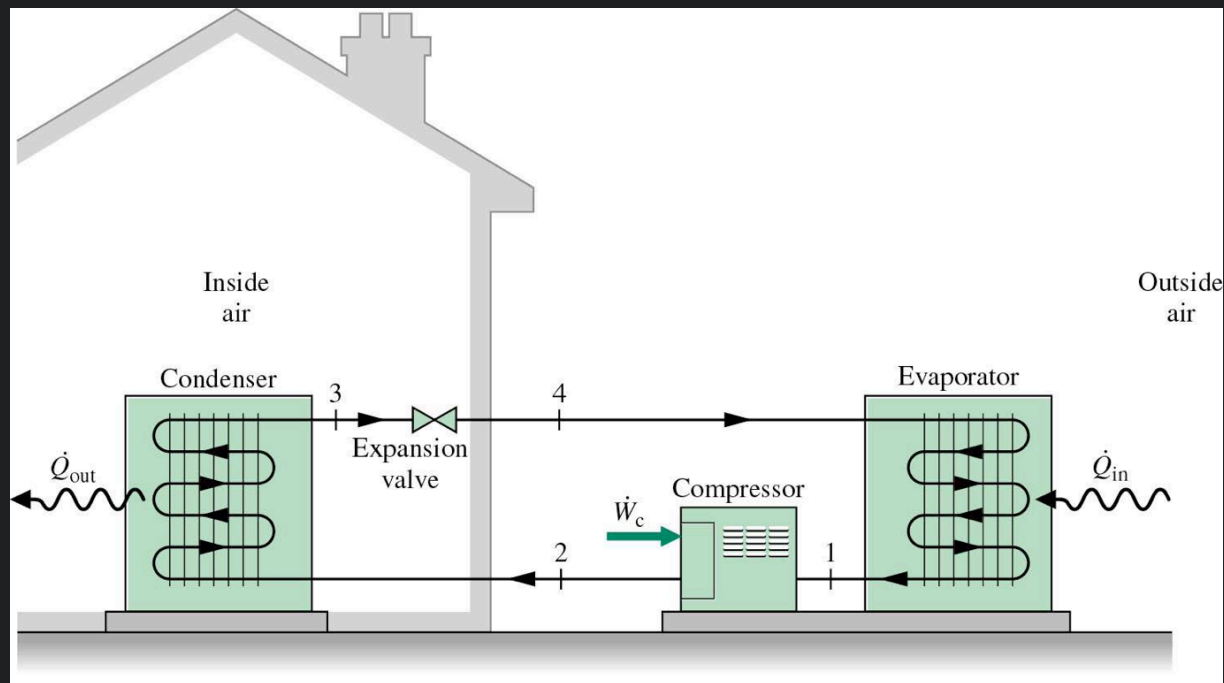 Inside
air
Outside
air
Condenser
3
4
Evaporator
Expansion
valve
Q̇out
Q̇in
Compressor
Ẇc
2
1